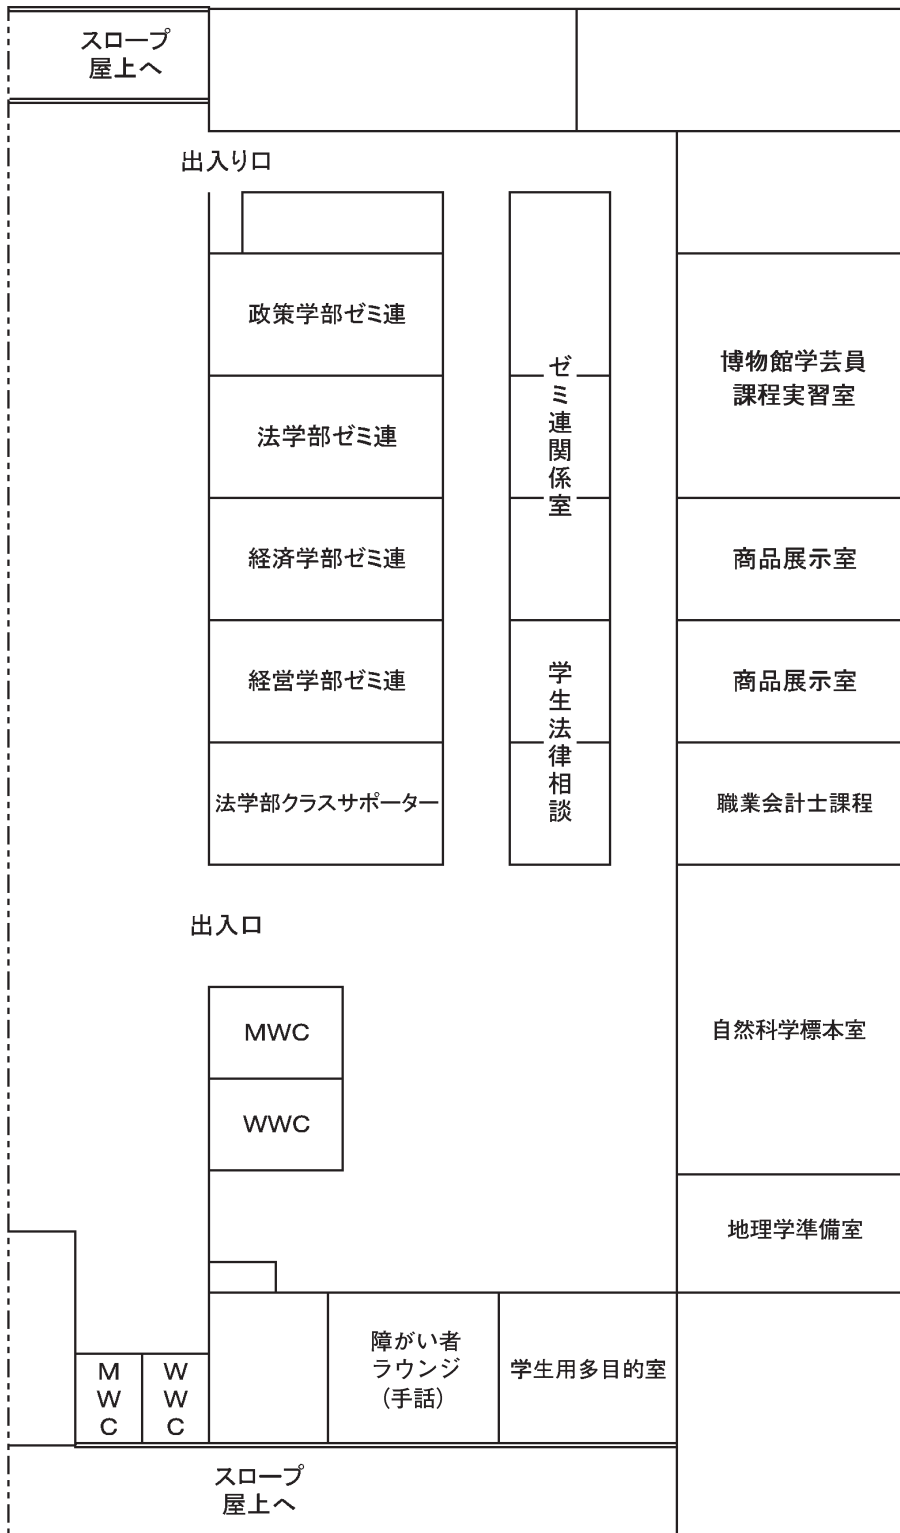 スロープ
屋上へ
出入り口
政策学部ゼミ連
法学部ゼミ連
経済学部ゼミ連
経営学部ゼミ連
法学部クラスサポーター
ゼミ連関係室
学生法律相談
博物館学芸員
課程実習室
商品展示室
商品展示室
職業会計士課程
出入口
MWC
WWC
自然科学標本室
地理学準備室
MWC
WWC
障がい者
ラウンジ
(手話)
学生用多目的室
スロープ
屋上へ